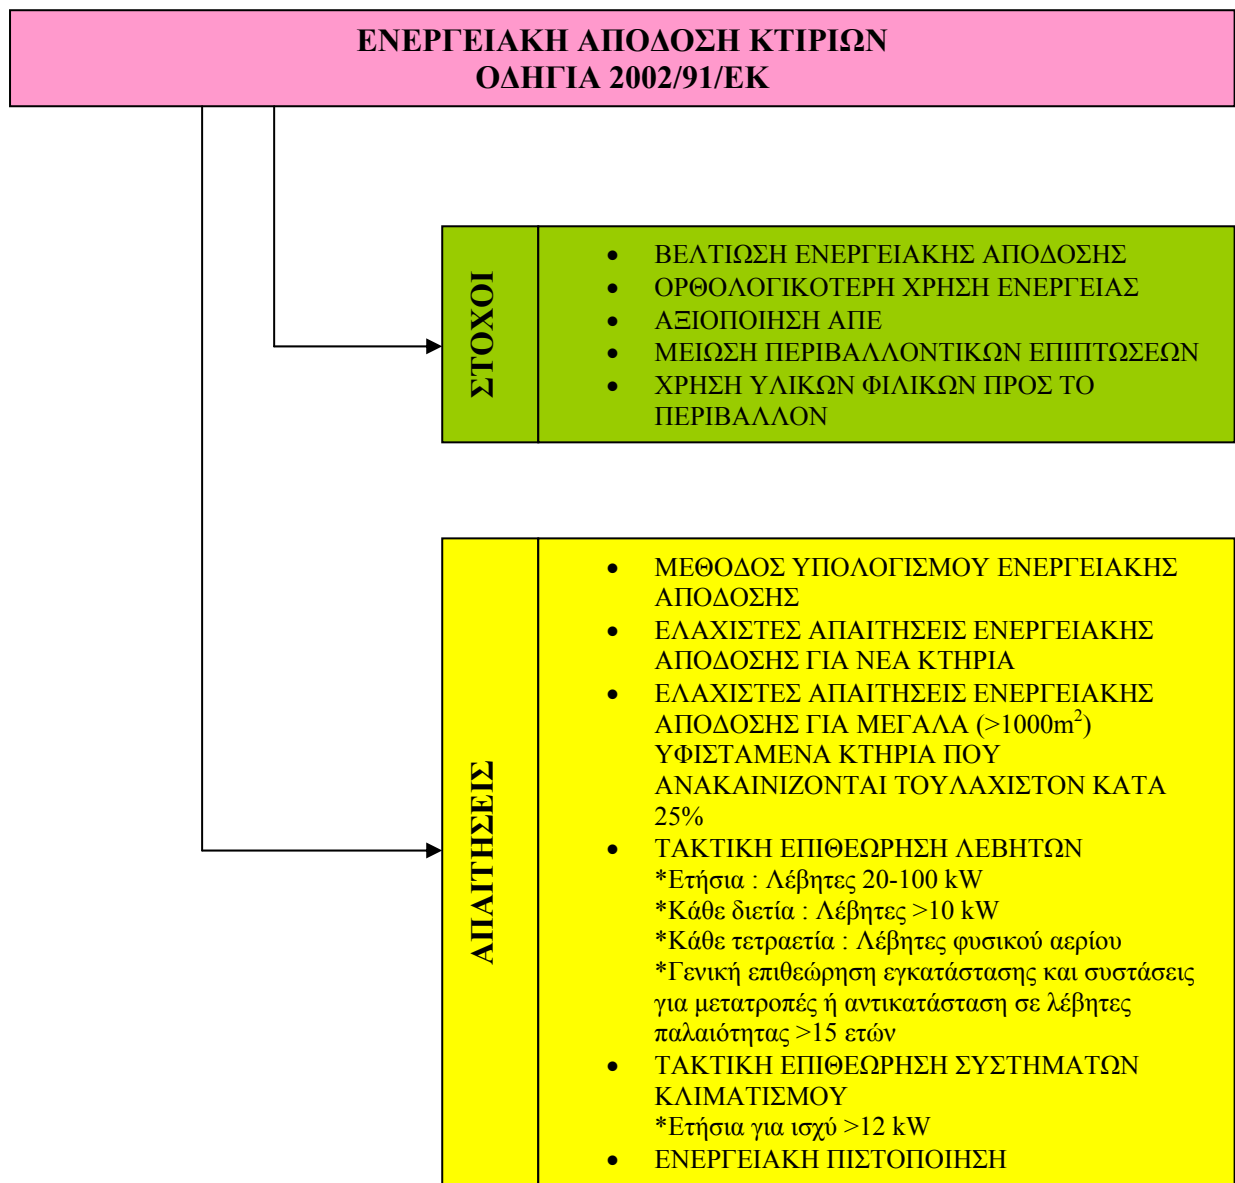 ΕΝΕΡΓΕΙΑΚΗ ΑΠΟΔΟΣΗ ΚΤΙΡΙΩΝ
ΟΔΗΓΙΑ 2002/91/ΕΚ
ΣΤΟΧΟΙ
• ΒΕΛΤΙΩΣΗ ΕΝΕΡΓΕΙΑΚΗΣ ΑΠΟΔΟΣΗΣ
• ΟΡΘΟΛΟΓΙΚΟΤΕΡΗ ΧΡΗΣΗ ΕΝΕΡΓΕΙΑΣ
• ΑΞΙΟΠΟΙΗΣΗ ΑΠΕ
• ΜΕΙΩΣΗ ΠΕΡΙΒΑΛΛΟΝΤΙΚΩΝ ΕΠΙΠΤΩΣΕΩΝ
• ΧΡΗΣΗ ΥΛΙΚΩΝ ΦΙΛΙΚΩΝ ΠΡΟΣ ΤΟ
ΠΕΡΙΒΑΛΛΟΝ
ΑΠΑΙΤΗΣΕΙΣ
• ΜΕΘΟΔΟΣ ΥΠΟΛΟΓΙΣΜΟΥ ΕΝΕΡΓΕΙΑΚΗΣ
ΑΠΟΔΟΣΗΣ
• ΕΛΑΧΙΣΤΕΣ ΑΠΑΙΤΗΣΕΙΣ ΕΝΕΡΓΕΙΑΚΗΣ
ΑΠΟΔΟΣΗΣ ΓΙΑ ΝΕΑ ΚΤΗΡΙΑ
• ΕΛΑΧΙΣΤΕΣ ΑΠΑΙΤΗΣΕΙΣ ΕΝΕΡΓΕΙΑΚΗΣ
ΑΠΟΔΟΣΗΣ ΓΙΑ ΜΕΓΑΛΑ (>1000m²)
ΥΦΙΣΤΑΜΕΝΑ ΚΤΗΡΙΑ ΠΟΥ
ΑΝΑΚΑΙΝΙΖΟΝΤΑΙ ΤΟΥΛΑΧΙΣΤΟΝ ΚΑΤΑ
25%
• ΤΑΚΤΙΚΗ ΕΠΙΘΕΩΡΗΣΗ ΛΕΒΗΤΩΝ
*Ετήσια : Λέβητες 20-100 kW
*Κάθε διετία : Λέβητες >10 kW
*Κάθε τετραετία : Λέβητες φυσικού αερίου
*Γενική επιθεώρηση εγκατάστασης και συστάσεις
για μετατροπές ή αντικατάσταση σε λέβητες
παλαιότητας >15 ετών
• ΤΑΚΤΙΚΗ ΕΠΙΘΕΩΡΗΣΗ ΣΥΣΤΗΜΑΤΩΝ
ΚΛΙΜΑΤΙΣΜΟΥ
*Ετήσια για ισχύ >12 kW
• ΕΝΕΡΓΕΙΑΚΗ ΠΙΣΤΟΠΟΙΗΣΗ